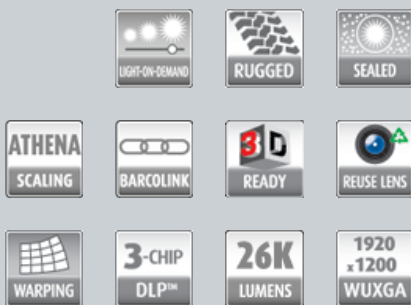 LIGHT-ON-DEMAND
RUGGED
SEALED
ATHENA
SCALING
BARCOLINK
3D
READY
REUSE LENS
WARPING
3-CHIP
DLP™
26K
LUMENS
1920
x1200
WUXGA